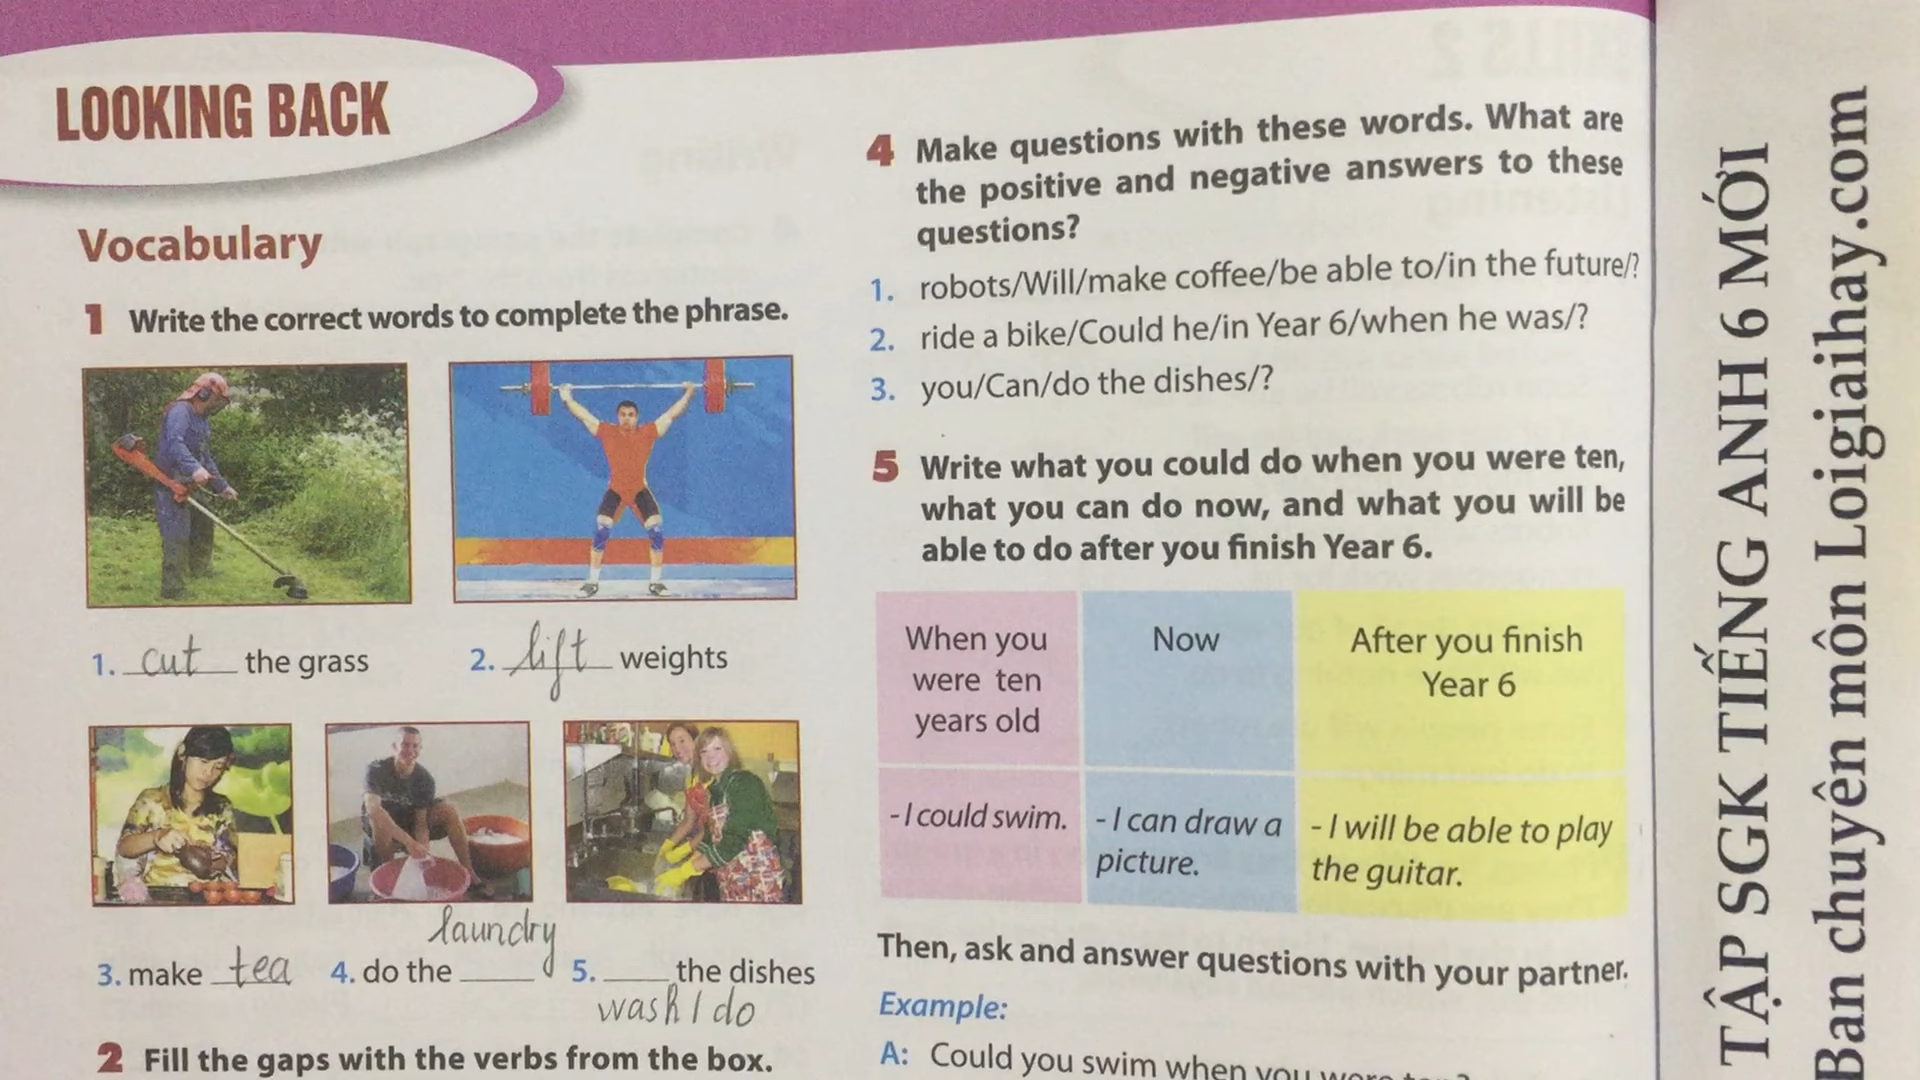 LOOKING BACK
Vocabulary
1 Write the correct words to complete the phrase.
1. cut the grass
2. lift weights
laundry
3. make tea
4. do the ____
5. ____ the dishes
wash / do
2 Fill the gaps with the verbs from the box.
4 Make questions with these words. What are
the positive and negative answers to these
questions?
1. robots/Will/make coffee/be able to/in the future/?
2. ride a bike/Could he/in Year 6/when he was/?
3. you/Can/do the dishes/?
5 Write what you could do when you were ten,
what you can do now, and what you will be
able to do after you finish Year 6.
When you
were ten
years old
Now
After you finish
Year 6
- I could swim.
- I can draw a
picture.
- I will be able to play
the guitar.
Then, ask and answer questions with your partner.
Example:
A: Could you swim when you were ten?
TẬP SGK TIẾNG ANH 6 MỚI
Ban chuyên môn Loigiaihay.com